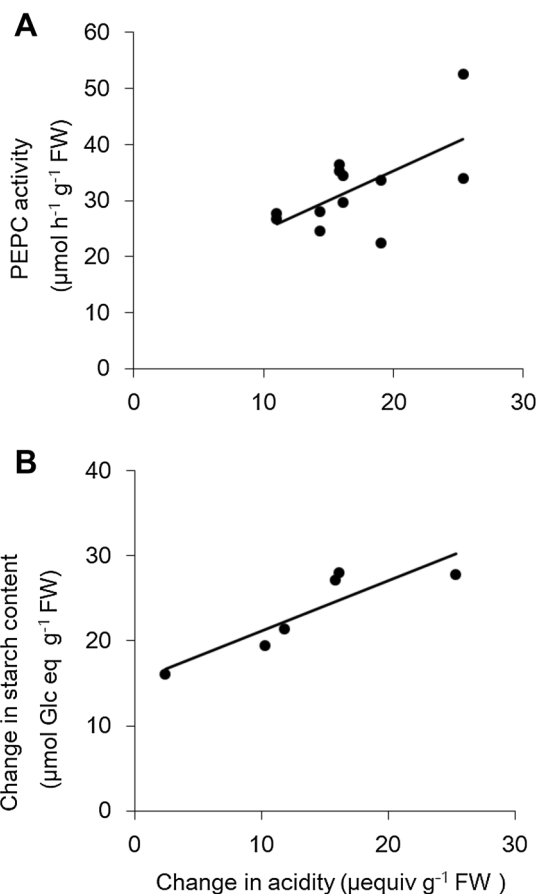 A
60
50
40
30
20
10
0
PEPC activity
(µmol h⁻¹ g⁻¹ FW)
0 10 20 30
B
40
30
20
10
0
Change in starch content
(µmol Glc eq g⁻¹ FW)
0 10 20 30
Change in acidity (µequiv g⁻¹ FW )